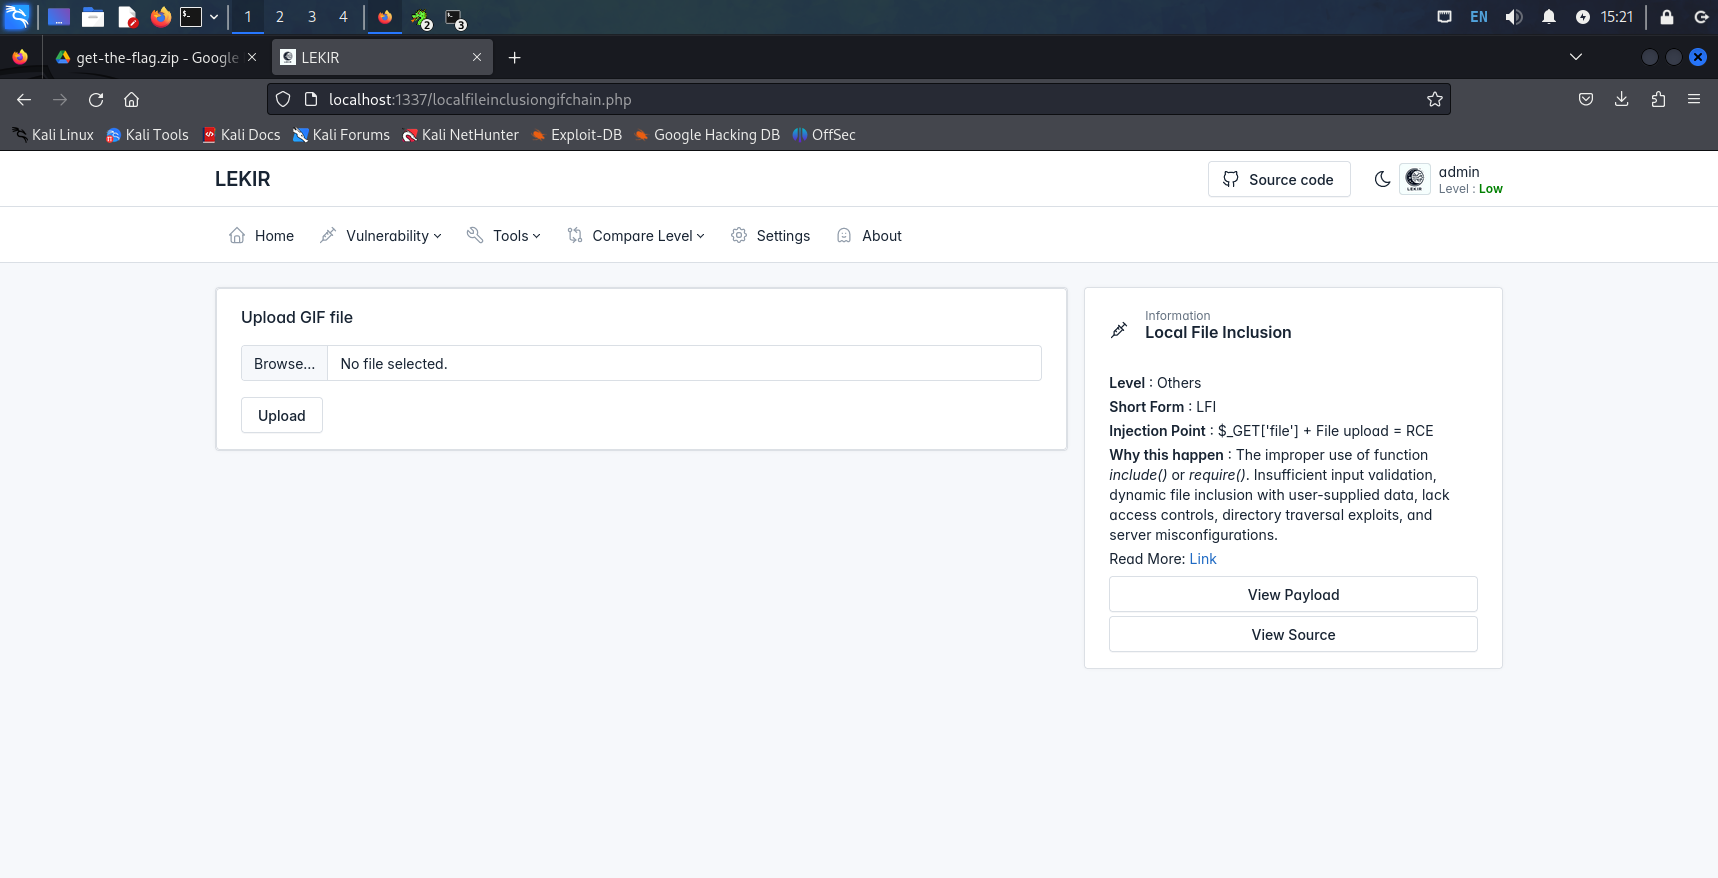 1 2 3 4 2 3 EN 15:21
get-the-flag.zip - Google LEKIR
localhost:1337/localfileinclusiongifchain.php
Kali Linux Kali Tools Kali Docs Kali Forums Kali NetHunter Exploit-DB Google Hacking DB OffSec
LEKIR Source code admin
Level : Low
Home Vulnerability Tools Compare Level Settings About
Upload GIF file
Browse... No file selected.
Upload
Information
Local File Inclusion
Level : Others
Short Form : LFI
Injection Point : $_GET['file'] + File upload = RCE
Why this happen : The improper use of function
include() or require(). Insufficient input validation,
dynamic file inclusion with user-supplied data, lack
access controls, directory traversal exploits, and
server misconfigurations.
Read More: Link
View Payload
View Source